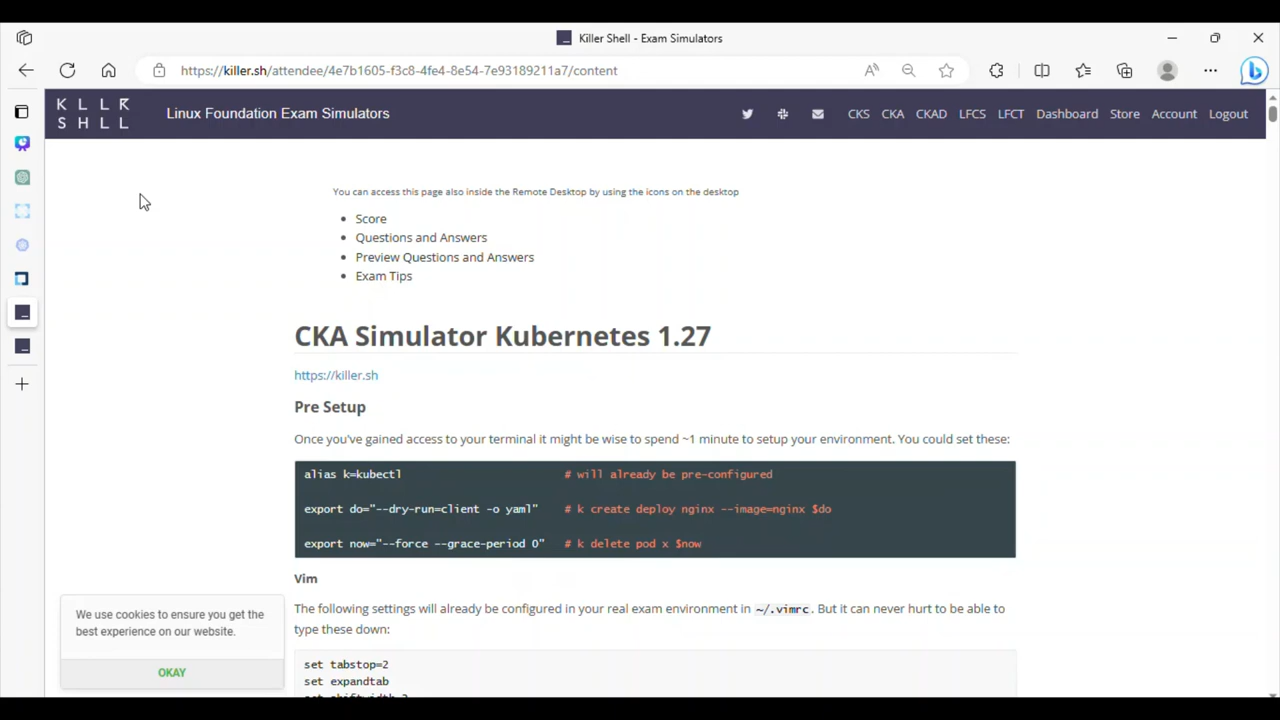 Killer Shell - Exam Simulators
https://killer.sh/attendee/4e7b1605-f3c8-4fe4-8e54-7e93189211a7/content
KLLR
SHLL
Linux Foundation Exam Simulators
CKS CKA CKAD LFCS LFCT Dashboard Store Account Logout
You can access this page also inside the Remote Desktop by using the icons on the desktop
• Score
• Questions and Answers
• Preview Questions and Answers
• Exam Tips
CKA Simulator Kubernetes 1.27
https://killer.sh
Pre Setup
Once you've gained access to your terminal it might be wise to spend ~1 minute to setup your environment. You could set these:
alias k=kubectl # will already be pre-configured
export do="--dry-run=client -o yaml" # k create deploy nginx --image=nginx $do
export now="--force --grace-period 0" # k delete pod x $now
Vim
The following settings will already be configured in your real exam environment in ~/.vimrc. But it can never hurt to be able to
type these down:
set tabstop=2
set expandtab
We use cookies to ensure you get the
best experience on our website.
OKAY